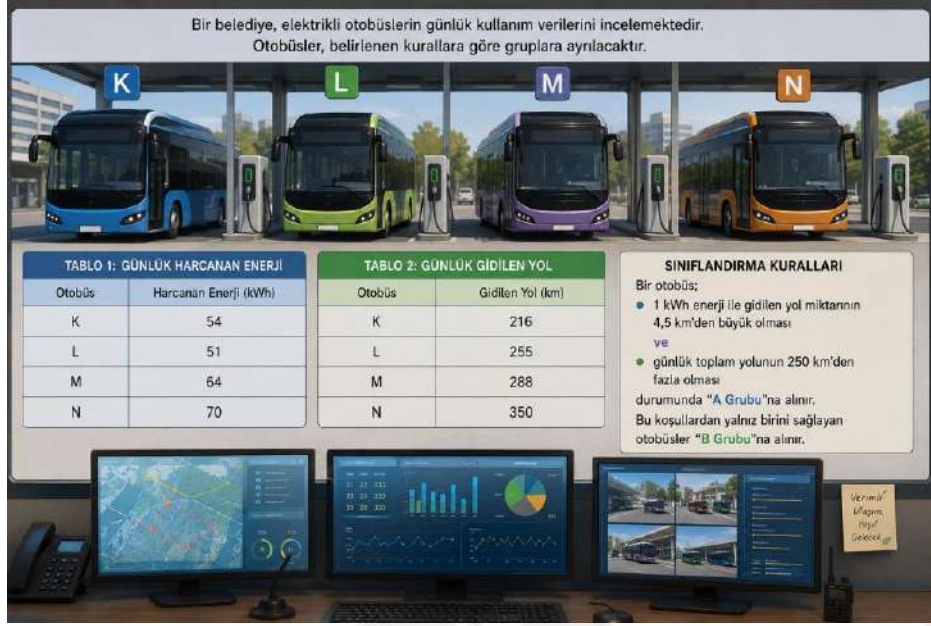 Bir belediye, elektrikli otobüslerin günlük kullanım verilerini incelemektedir.
Otobüsler, belirlenen kurallara göre gruplara ayrılacaktır.
K
L
M
N
TABLO 1: GÜNLÜK HARCANAN ENERJİ
Otobüs Harcanan Enerji (kWh)
K 54
L 51
M 64
N 70
TABLO 2: GÜNLÜK GİDİLEN YOL
Otobüs Gidilen Yol (km)
K 216
L 255
M 288
N 350
SINIFLANDIRMA KURALLARI
Bir otobüs;
• 1 kWh enerji ile gidilen yol miktarının
4,5 km'den büyük olması
ve
• günlük toplam yolunun 250 km'den
fazla olması
durumunda "A Grubu"na alınır.
Bu koşullardan yalnız birini sağlayan
otobüsler "B Grubu"na alınır.
Verimli
Ulaşım
Yeşil
Gelecek